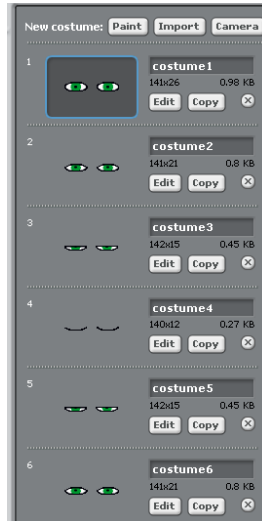 New costume: Paint Import Camera
1
costume1
141x26 0.98 KB
Edit Copy
2
costume2
141x21 0.8 KB
Edit Copy
3
costume3
142x15 0.45 KB
Edit Copy
4
costume4
140x12 0.27 KB
Edit Copy
5
costume5
142x15 0.45 KB
Edit Copy
6
costume6
141x21 0.8 KB
Edit Copy